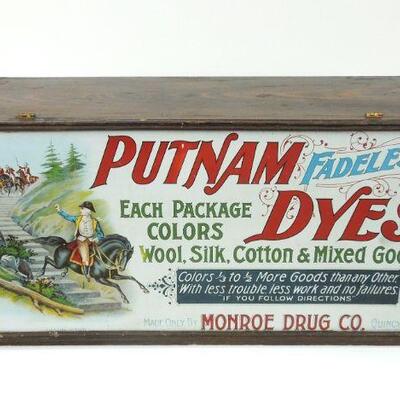 PUTNAM FADELE
DYES
EACH PACKAGE
COLORS
Wool, Silk, Cotton & Mixed Goo
Colors ⅓ to ½ More Goods than any Other
With less trouble less work and no failures
"IF YOU FOLLOW DIRECTIONS"
MADE ONLY BY MONROE DRUG CO. QUINCY